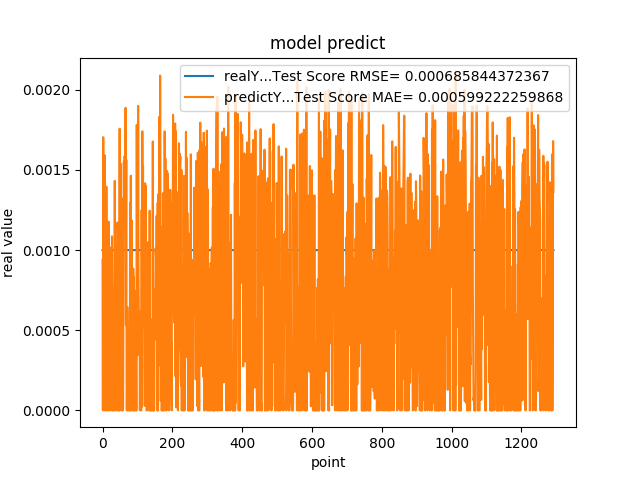 model predict
realY...Test Score RMSE= 0.000685844372367
predictY...Test Score MAE= 0.000599222259868
0.0020
0.0015
0.0010
0.0005
0.0000
real value
0 200 400 600 800 1000 1200
point